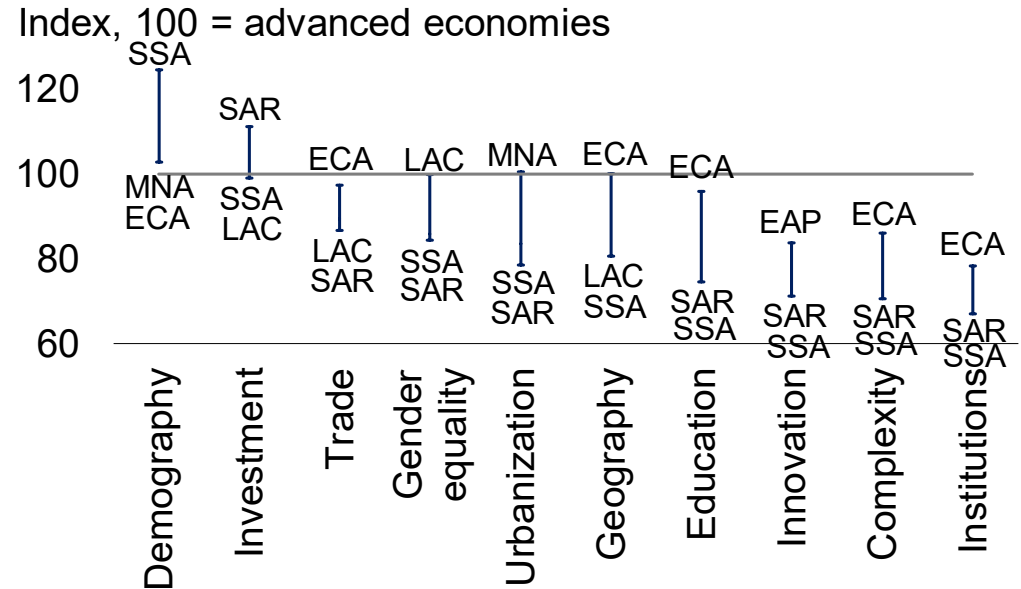 Index, 100 = advanced economies
120
100
80
60
SSA
MNA
ECA
SAR
SSA
LAC
ECA
LAC
SAR
LAC
SSA
SAR
MNA
SSA
SAR
ECA
LAC
SSA
ECA
SAR
SSA
EAP
SAR
SSA
ECA
SAR
SSA
ECA
SAR
SSA
Demography
Investment
Trade
Gender
equality
Urbanization
Geography
Education
Innovation
Complexity
Institutions